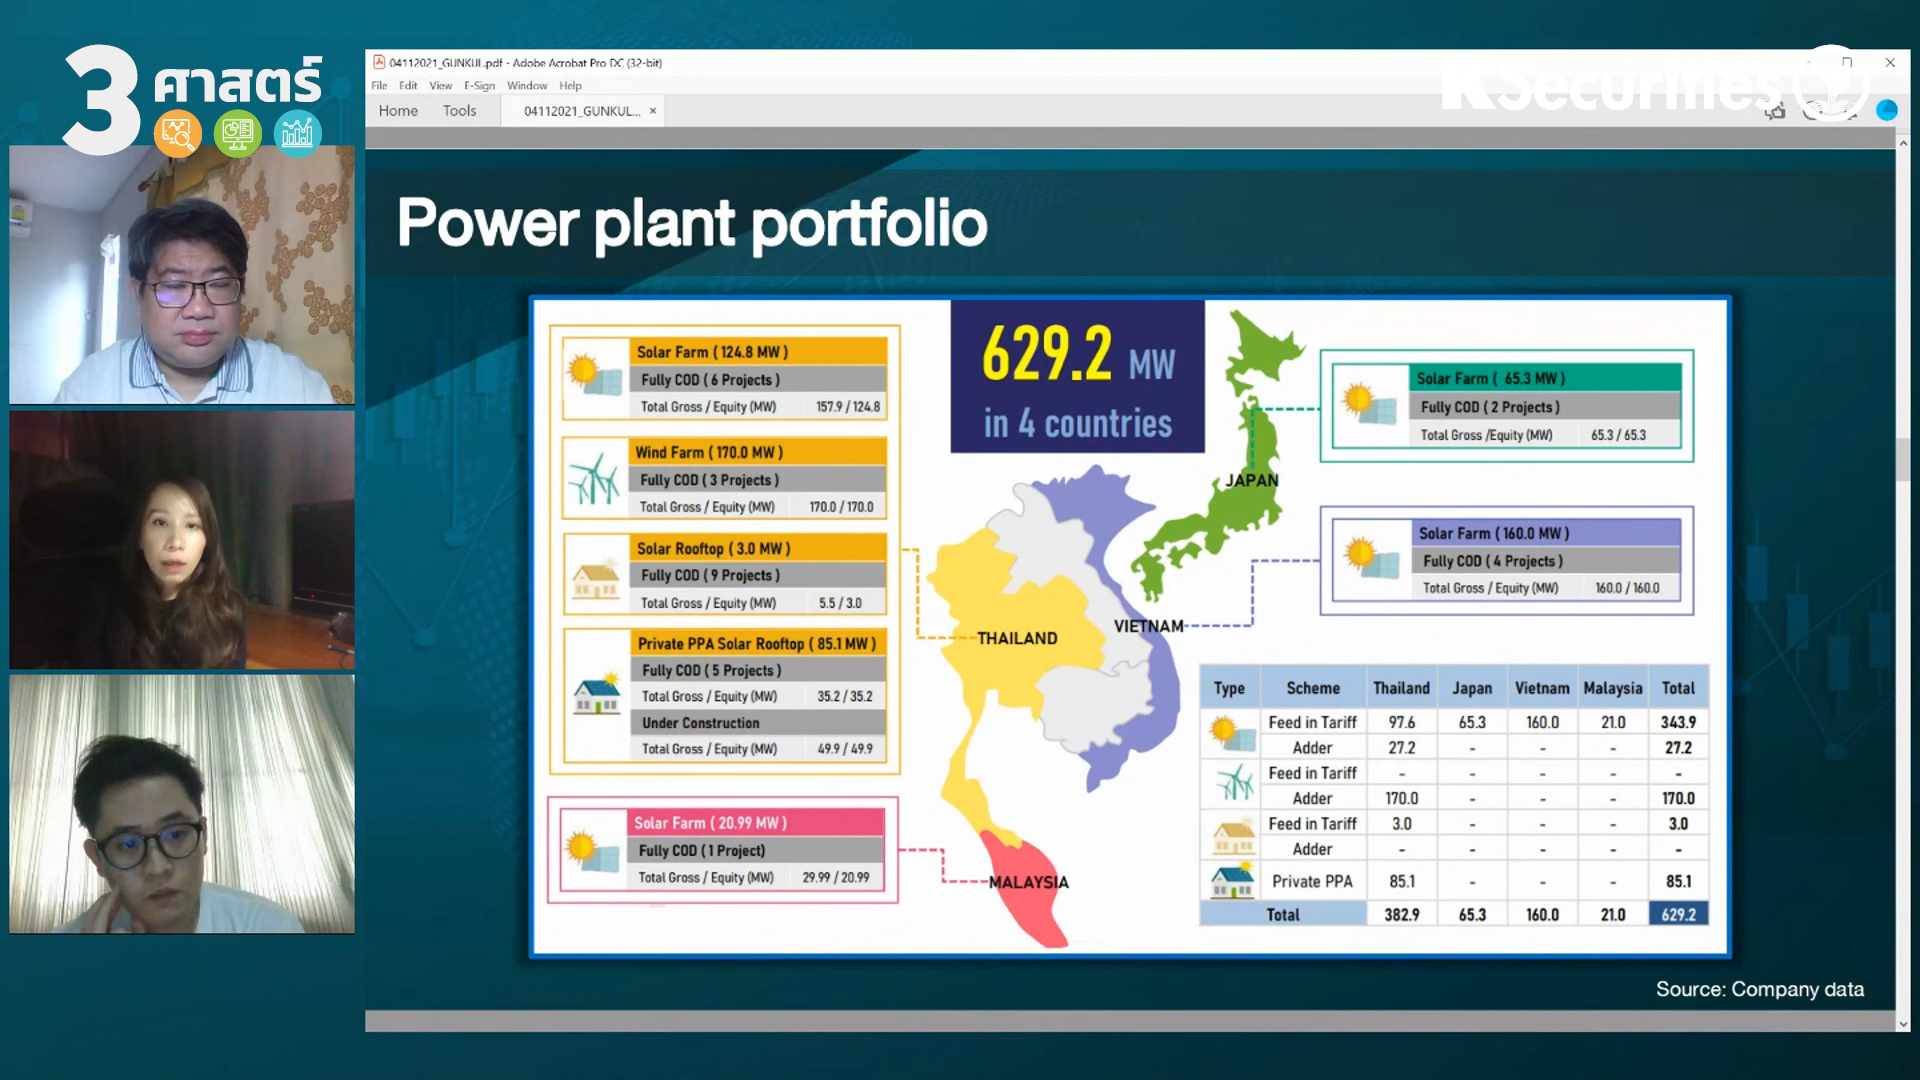 3 ศาสตร์
04112021_GUNKUL.pdf - Adobe Acrobat Pro DC (32-bit)
File Edit View E-Sign Window Help
Home Tools 04112021_GUNKUL... ×
KSecurities
Power plant portfolio
629.2 MW
in 4 countries
Solar Farm ( 124.8 MW )
Fully COD ( 6 Projects )
Total Gross / Equity (MW) 157.9 / 124.8
Wind Farm ( 170.0 MW )
Fully COD ( 3 Projects )
Total Gross / Equity (MW) 170.0 / 170.0
Solar Rooftop ( 3.0 MW )
Fully COD ( 9 Projects )
Total Gross / Equity (MW) 5.5 / 3.0
Private PPA Solar Rooftop ( 85.1 MW )
Fully COD ( 5 Projects )
Total Gross / Equity (MW) 35.2 / 35.2
Under Construction
Total Gross / Equity (MW) 49.9 / 49.9
Solar Farm ( 20.99 MW )
Fully COD ( 1 Project)
Total Gross / Equity (MW) 29.99 / 20.99
JAPAN
THAILAND
VIETNAM
MALAYSIA
Solar Farm ( 65.3 MW )
Fully COD ( 2 Projects )
Total Gross /Equity (MW) 65.3 / 65.3
Solar Farm ( 160.0 MW )
Fully COD ( 4 Projects )
Total Gross / Equity (MW) 160.0 / 160.0
Type Scheme Thailand Japan Vietnam Malaysia Total
Feed in Tariff 97.6 65.3 160.0 21.0 343.9
Adder 27.2 - - - 27.2
Feed in Tariff - - - - -
Adder 170.0 - - - 170.0
Feed in Tariff 3.0 - - - 3.0
Adder - - - - -
Private PPA 85.1 - - - 85.1
Total 382.9 65.3 160.0 21.0 629.2
Source: Company data